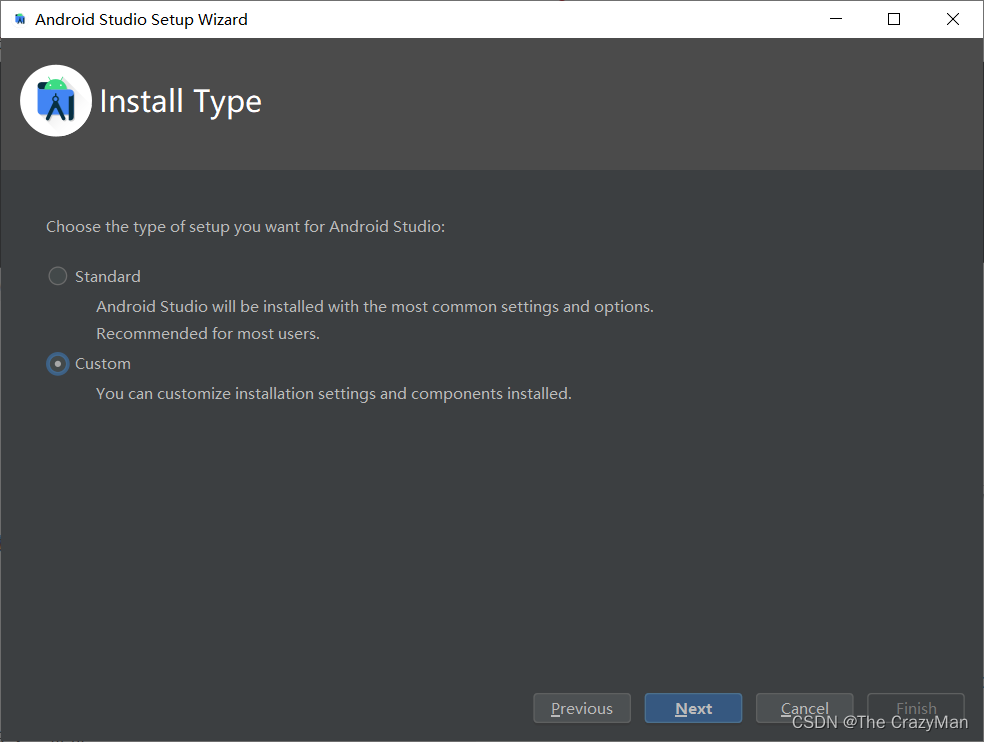 Android Studio Setup Wizard
Install Type
Choose the type of setup you want for Android Studio:
Standard
Android Studio will be installed with the most common settings and options.
Recommended for most users.
Custom
You can customize installation settings and components installed.
Previous Next Cancel Finish
CSDN @The CrazyMan